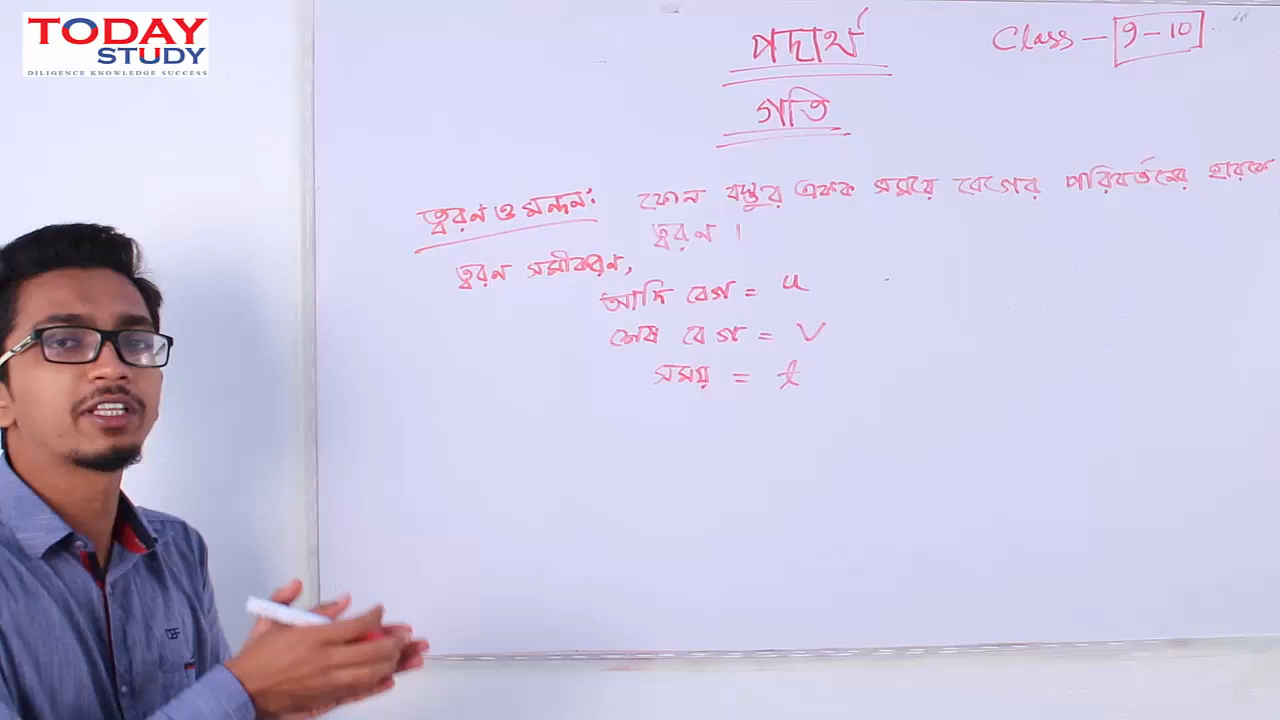 TODAY
STUDY
DILIGENCE KNOWLEDGE SUCCESS
পদার্থ
Class - 9-10
গতি
ত্বরণ ও মন্দন: কোন বস্তুর একক সময়ে বেগের পরিবর্তনের হারকে
ত্বরণ ।
ত্বরণ সমীকরণ,
আদি বেগ = u
শেষ বেগ = v
সময় = t